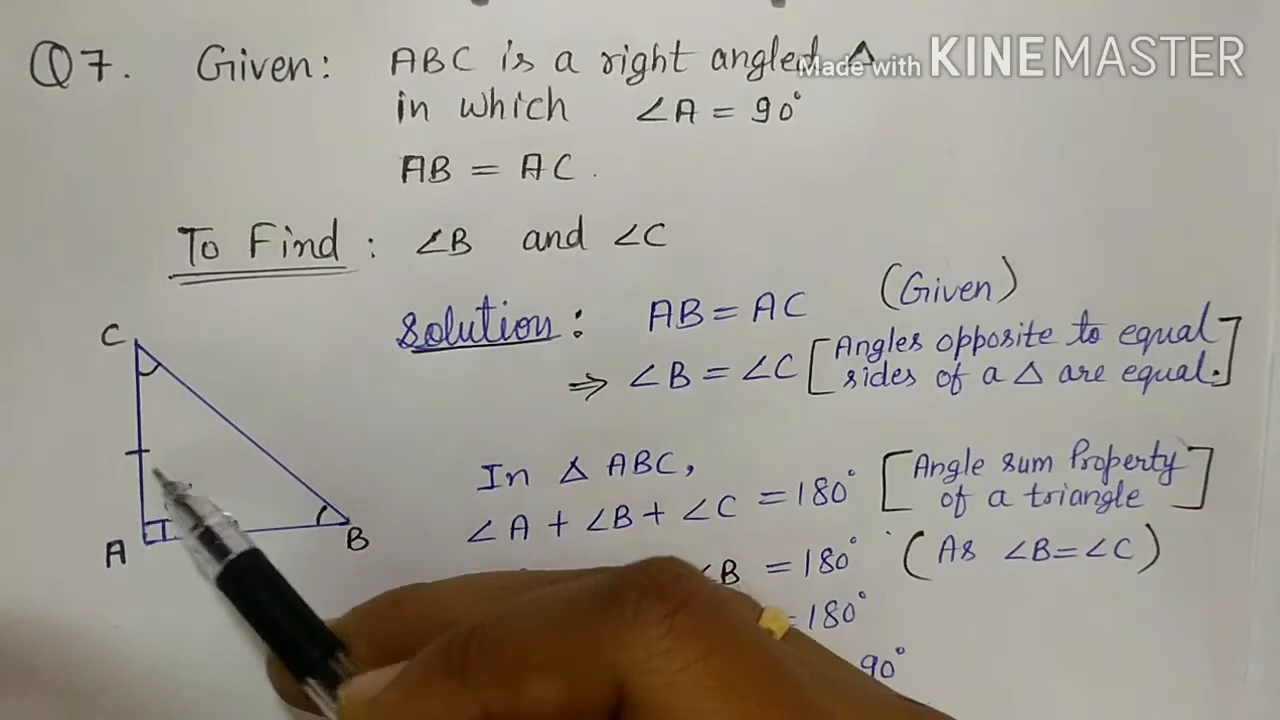 Q7. Given: ABC is a right angled Δ
Made with KINEMASTER
in which ∠A = 90°
AB = AC.
To Find: ∠B and ∠C
Solution: AB = AC (Given)
⇒ ∠B = ∠C [Angles opposite to equal
sides of a Δ are equal.]
C
A
B
In Δ ABC,
∠A + ∠B + ∠C = 180° [Angle sum Property
of a triangle]
∠B = 180° (As ∠B = ∠C)
= 180°
90°